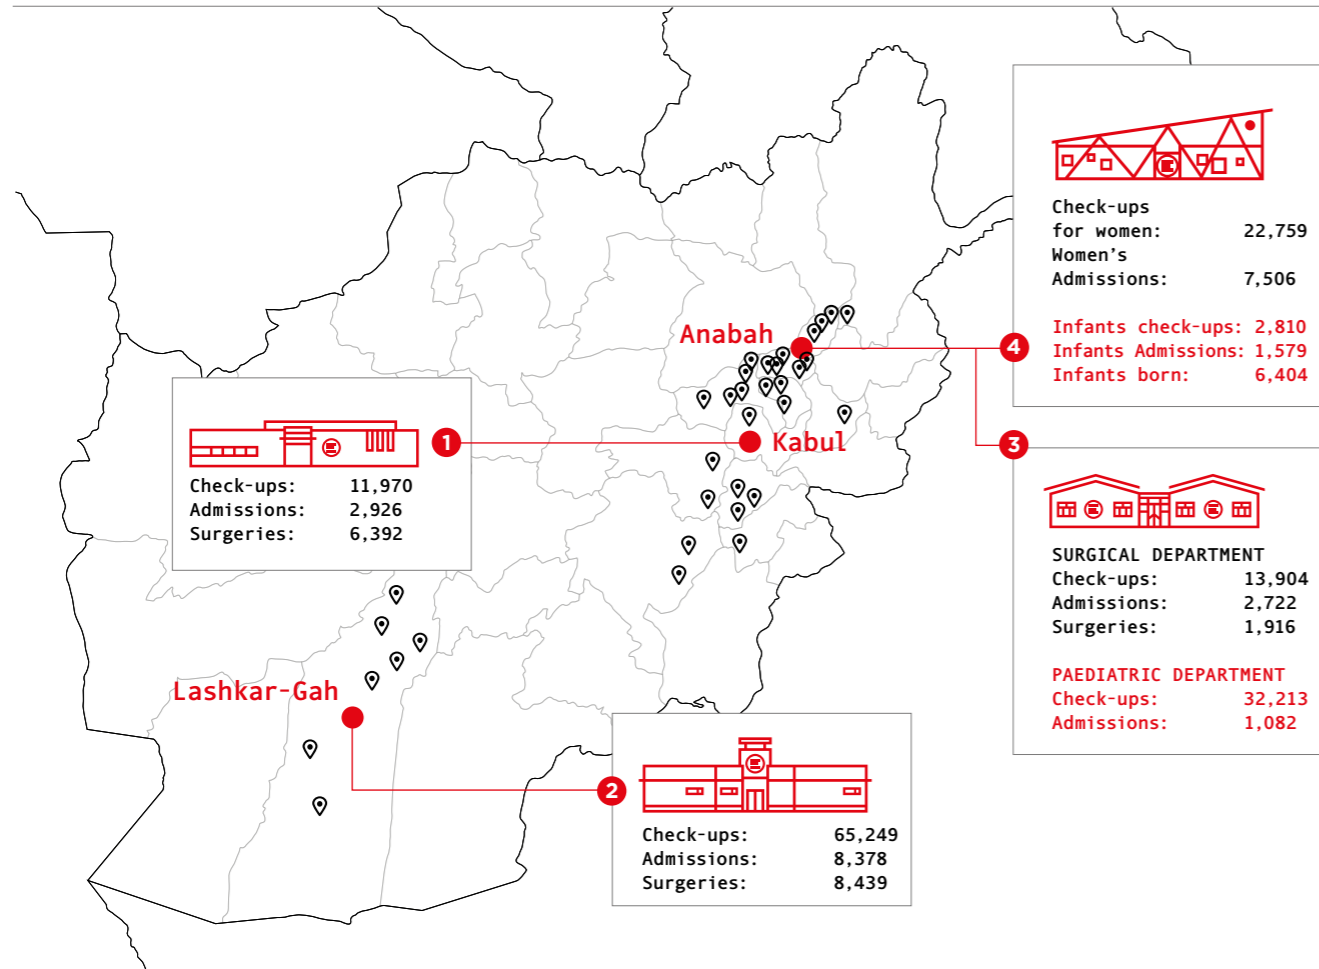 Anabah
Kabul
Lashkar-Gah
1
Check-ups: 11,970
Admissions: 2,926
Surgeries: 6,392
2
Check-ups: 65,249
Admissions: 8,378
Surgeries: 8,439
4
Check-ups
for women: 22,759
Women's
Admissions: 7,506
Infants check-ups: 2,810
Infants Admissions: 1,579
Infants born: 6,404
3
SURGICAL DEPARTMENT
Check-ups: 13,904
Admissions: 2,722
Surgeries: 1,916
PAEDIATRIC DEPARTMENT
Check-ups: 32,213
Admissions: 1,082